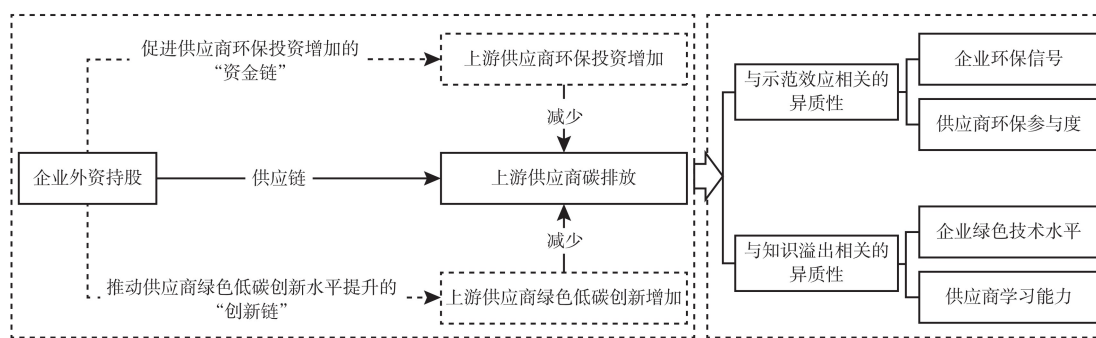 促进供应商环保投资增加的
“资金链”
上游供应商环保投资增加
减少
企业外资持股
供应链
上游供应商碳排放
减少
推动供应商绿色低碳创新水平提升的
“创新链”
上游供应商绿色低碳创新增加
与示范效应相关的
异质性
企业环保信号
供应商环保参与度
与知识溢出相关的
异质性
企业绿色技术水平
供应商学习能力